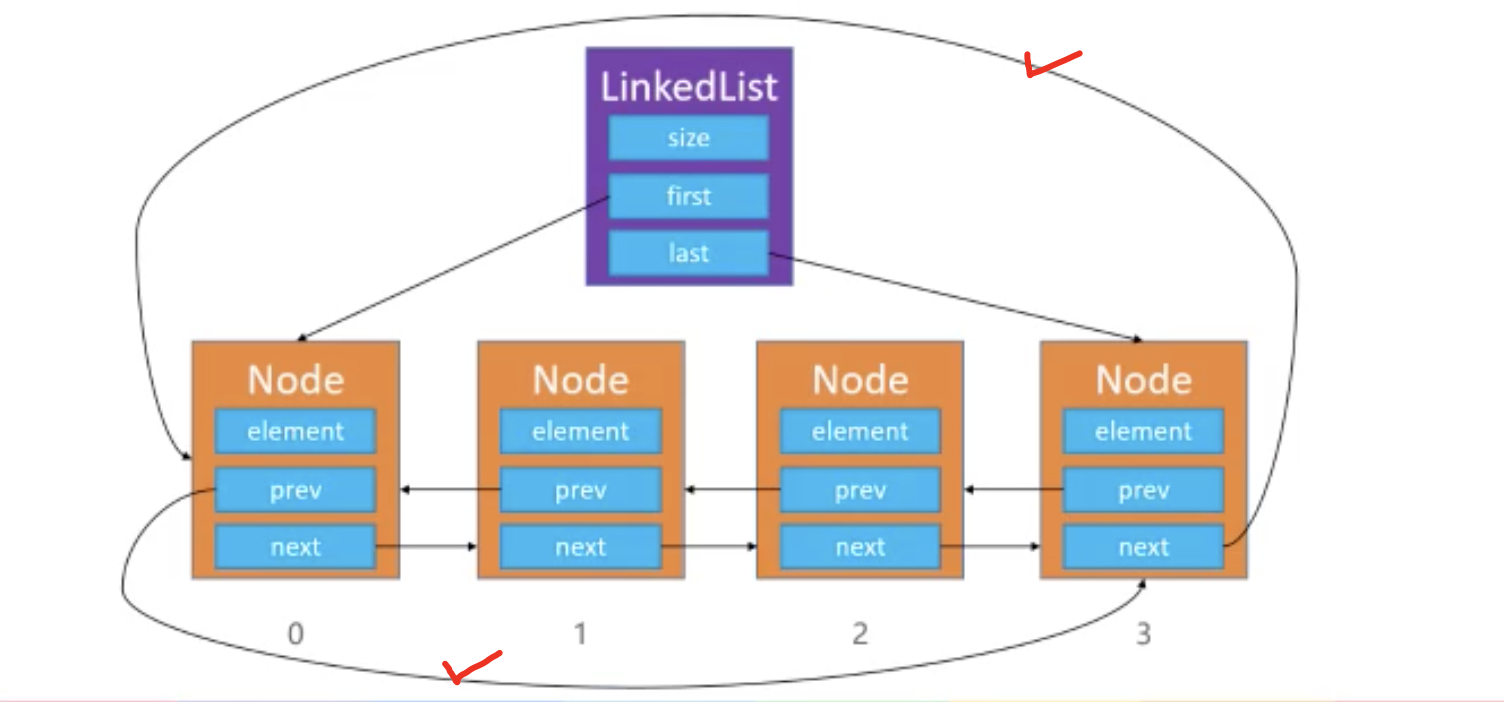 LinkedList
size
first
last
Node Node Node Node
element element element element
prev prev prev prev
next next next next
0 1 2 3